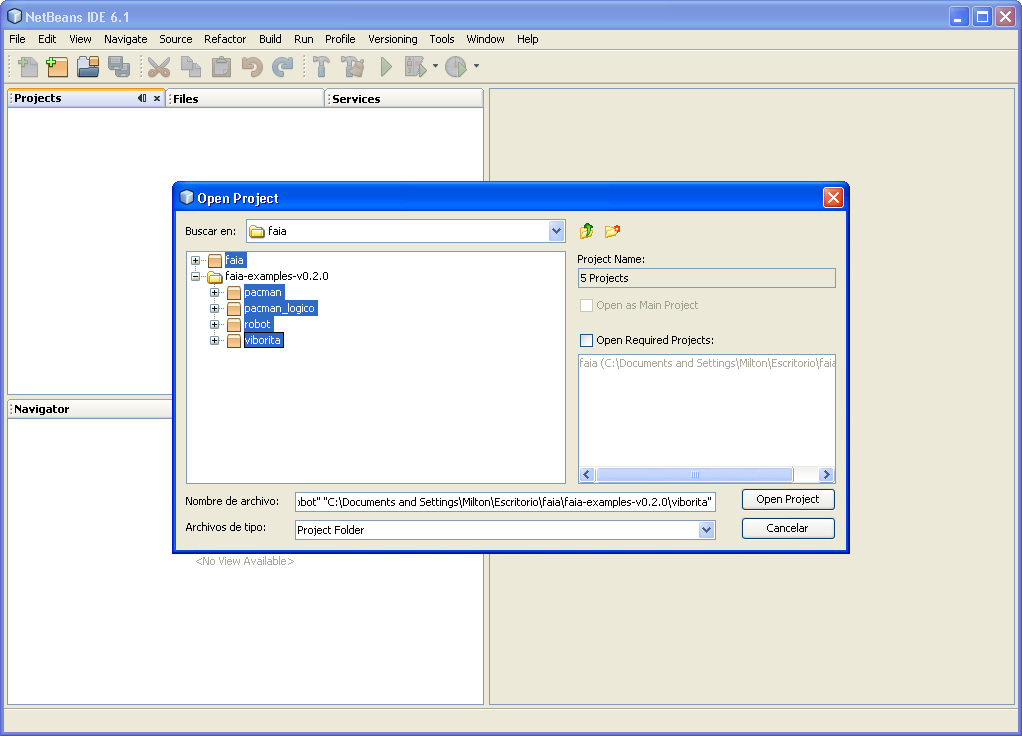 NetBeans IDE 6.1
File Edit View Navigate Source Refactor Build Run Profile Versioning Tools Window Help
Projects Files Services
Open Project
Buscar en: faia
faia
faia-examples-v0.2.0
pacman
pacman_logico
robot
viborita
Project Name:
5 Projects
Open as Main Project
Open Required Projects:
faia (C:\Documents and Settings\Milton\Escritorio\faia
Navigator
Nombre de archivo: bot" "C:\Documents and Settings\Milton\Escritorio\faia\faia-examples-v0.2.0\viborita"
Open Project
Archivos de tipo: Project Folder
Cancelar
<No View Available>